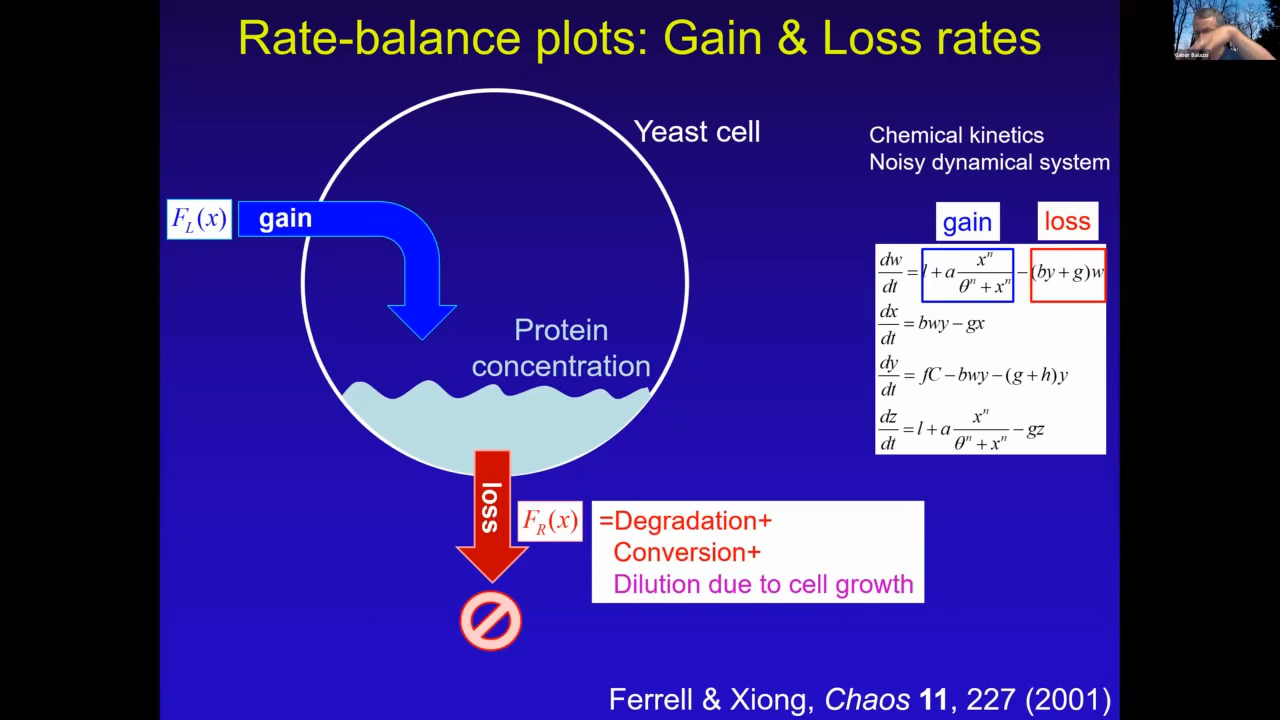 Rate-balance plots: Gain & Loss rates
Gabor Balazsi
Yeast cell
Chemical kinetics
Noisy dynamical system
F_L(x)
gain
gain
loss
dw/dt = l + a x^n/(θ^n + x^n) − (by + g)w
dx/dt = bwy − gx
dy/dt = fC − bwy − (g + h)y
dz/dt = l + a x^n/(θ^n + x^n) − gz
Protein
concentration
loss
F_R(x)
=Degradation+
Conversion+
Dilution due to cell growth
Ferrell & Xiong, Chaos 11, 227 (2001)